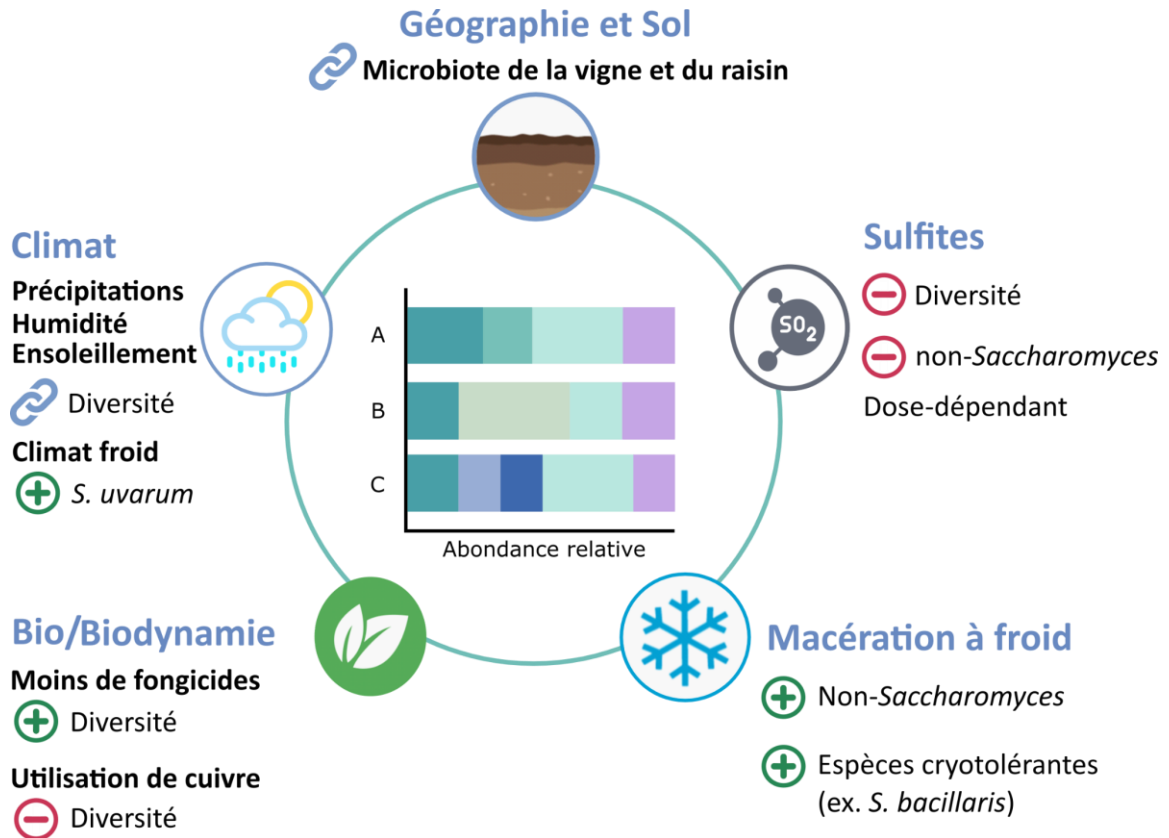 Géographie et Sol
Microbiote de la vigne et du raisin
Climat
Précipitations
Humidité
Ensoleillement
Diversité
Climat froid
S. uvarum
Sulfites
SO2
Diversité
non-Saccharomyces
Dose-dépendant
A
B
C
Abondance relative
Bio/Biodynamie
Moins de fongicides
Diversité
Utilisation de cuivre
Diversité
Macération à froid
Non-Saccharomyces
Espèces cryotolérantes
(ex. S. bacillaris)